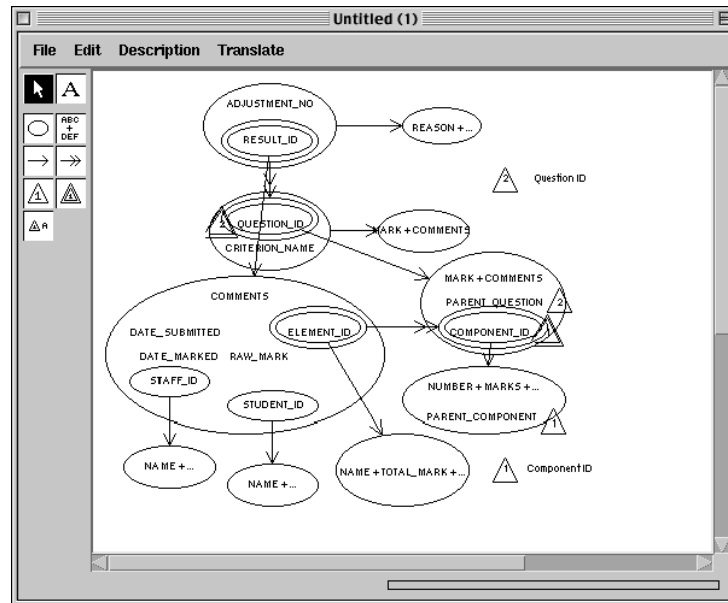 Untitled (1)
File Edit Description Translate
A
ABC
+
DEF
1
A
ADJUSTMENT_NO
RESULT_ID
REASON +...
2 Question ID
2 QUESTION_ID
CRITERION_NAME
MARK+COMMENTS
MARK+COMMENTS
PARENT_QUESTION 2
COMPONENT_ID
COMMENTS
DATE_SUBMITTED
ELEMENT_ID
DATE_MARKED RAW_MARK
STAFF_ID
STUDENT_ID
NUMBER+MARKS+...
PARENT_COMPONENT 1
NAME+...
NAME+...
NAME+TOTAL_MARK+...
1 Component ID